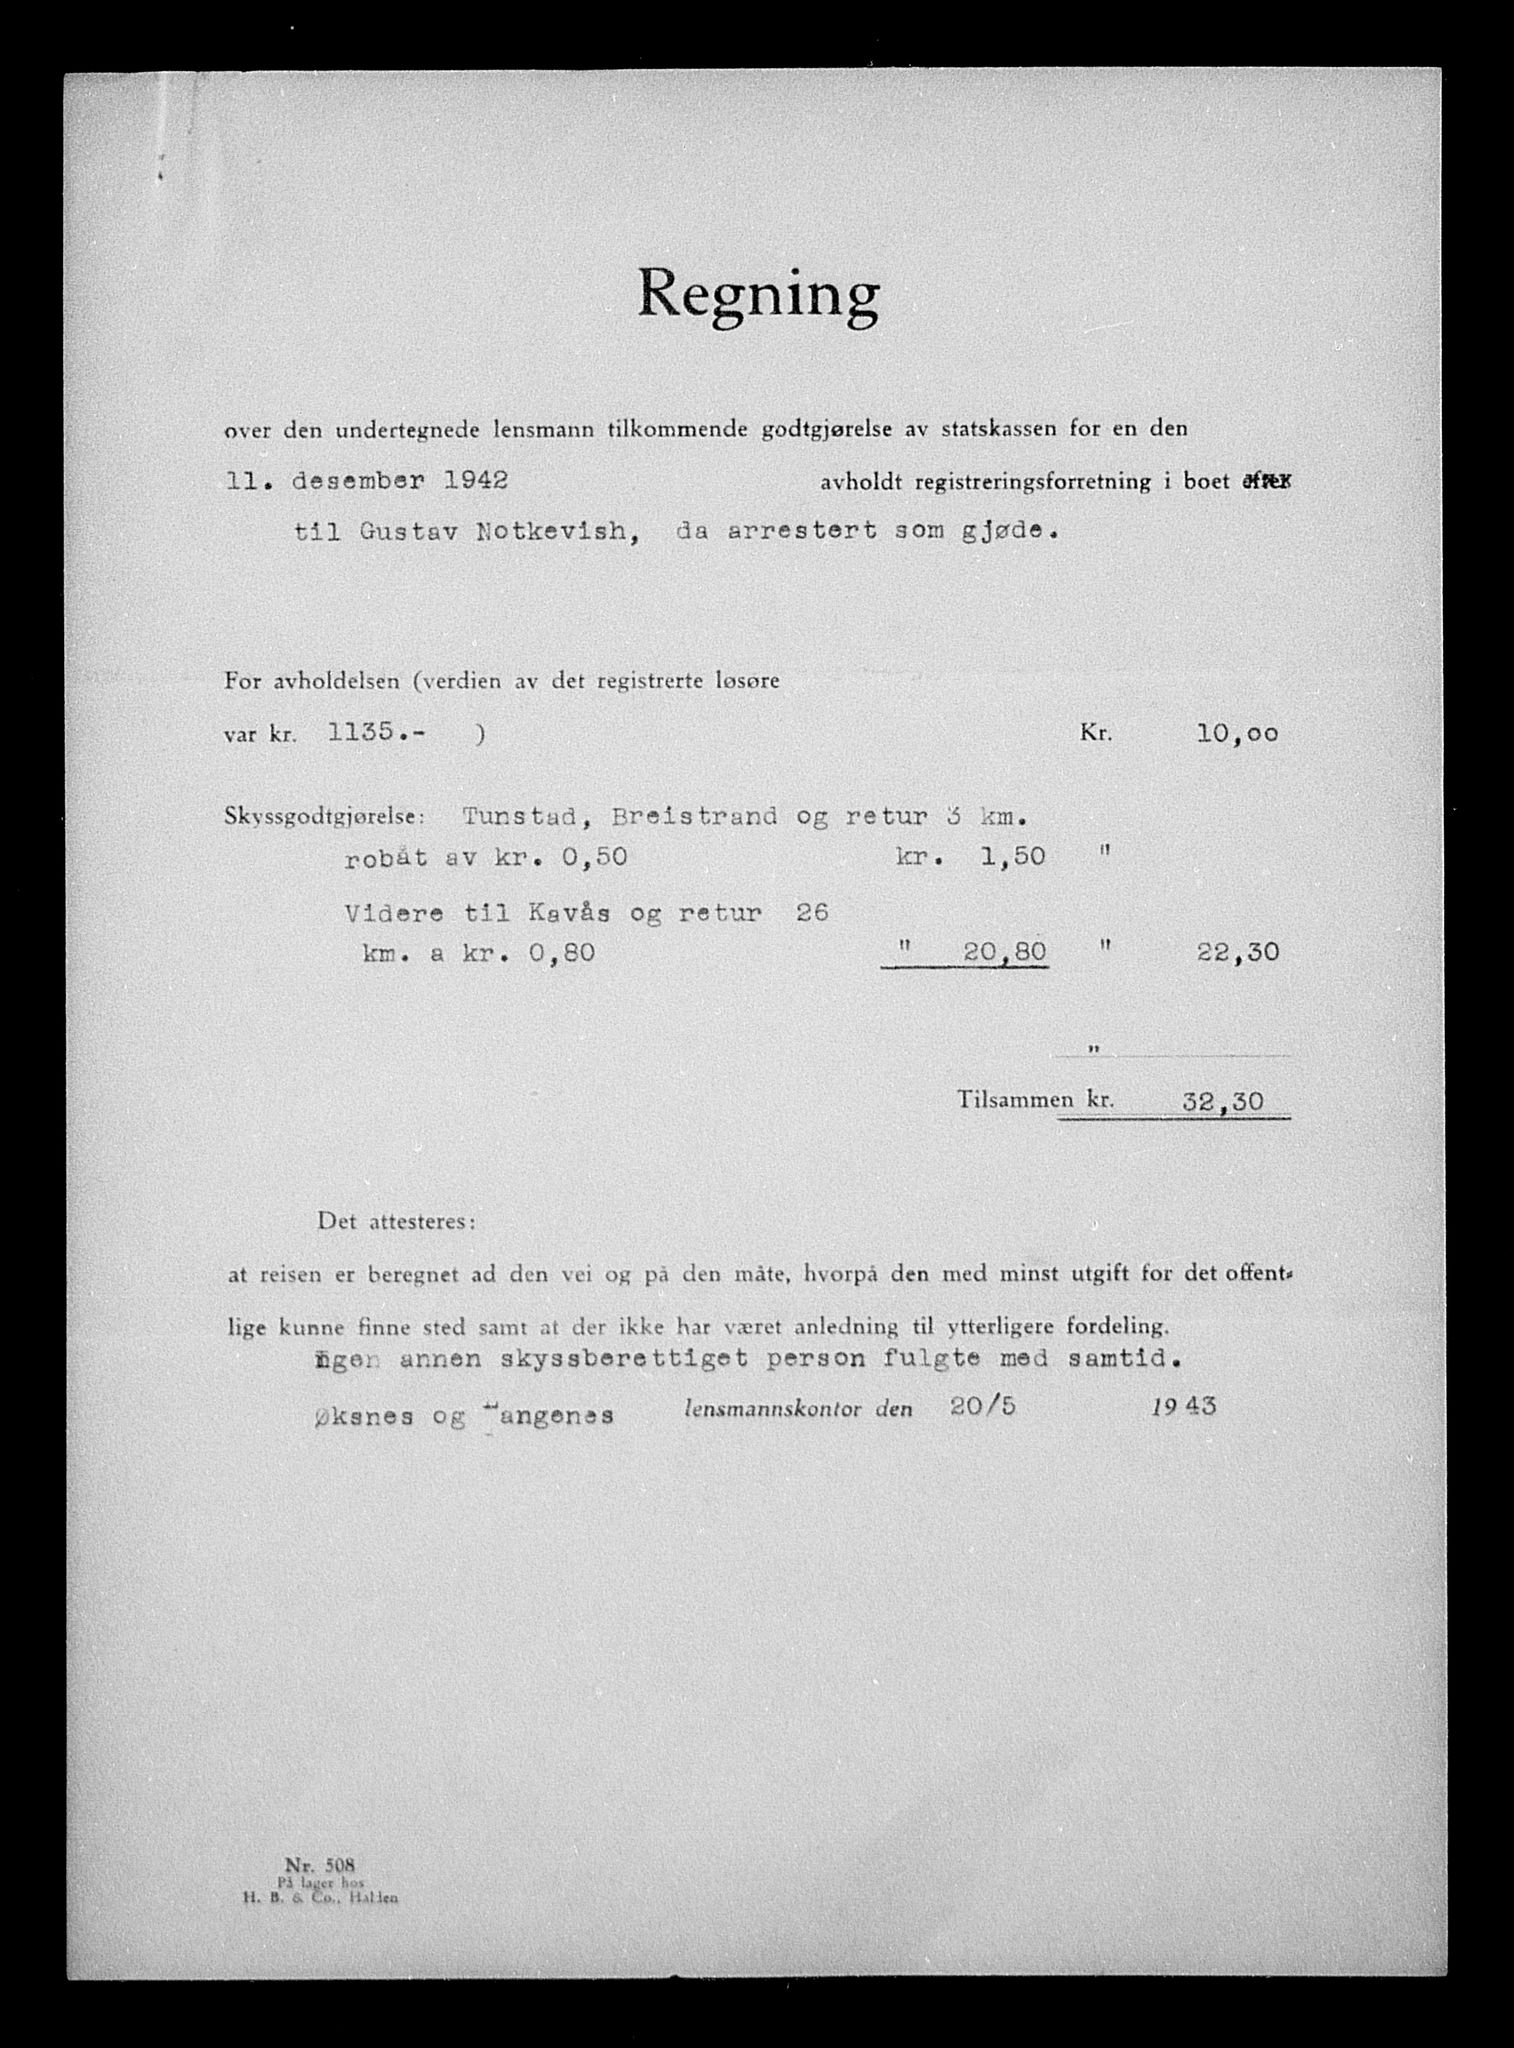 Regning
over den undertegnede lensmann tilkommende godtgjørelse av statskassen for en den
11. desember 1942 avholdt registreringsforretning i boet efter
til Gustav Notkevish, da arrestert som gjøde.
For avholdelsen (verdien av det registrerte løsøre
var kr. 1135.- ) Kr. 10,00
Skyssgodtgjørelse: Tunstad, Breistrand og retur 3 km.
robåt av kr. 0,50 kr. 1,50 "
Videre til Kavås og retur 26
km. a kr. 0,80 " 20,80 " 22,30
"
Tilsammen kr. 32,30
Det attesteres:
at reisen er beregnet ad den vei og på den måte, hvorpå den med minst utgift for det offent-
lige kunne finne sted samt at der ikke har været anledning til ytterligere fordeling.
Ingen annen skyssberettiget person fulgte med samtid.
Øksnes og Langenes lensmannskontor den 20/5 1943
Nr. 508
På lager hos
H. B. & Co., Halden